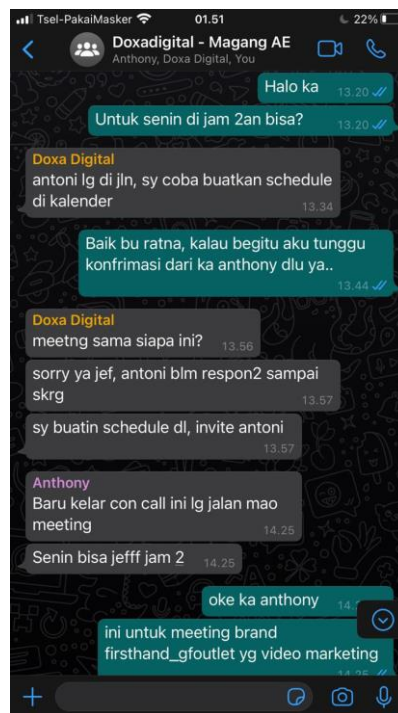 Tsel-PakaiMasker 01.51 22%
Doxadigital - Magang AE
Anthony, Doxa Digital, You
Halo ka 13.20
Untuk senin di jam 2an bisa? 13.20
Doxa Digital
antoni lg di jln, sy coba buatkan schedule
di kalender 13.34
Baik bu ratna, kalau begitu aku tunggu
konfrimasi dari ka anthony dlu ya..
13.44
Doxa Digital
meetng sama siapa ini? 13.56
sorry ya jef, antoni blm respon2 sampai
skrg 13.57
sy buatin schedule dl, invite antoni
13.57
Anthony
Baru kelar con call ini lg jalan mao
meeting 14.25
Senin bisa jefff jam 2 14.25
oke ka anthony
ini untuk meeting brand
firsthand_gfoutlet yg video marketing
14.25